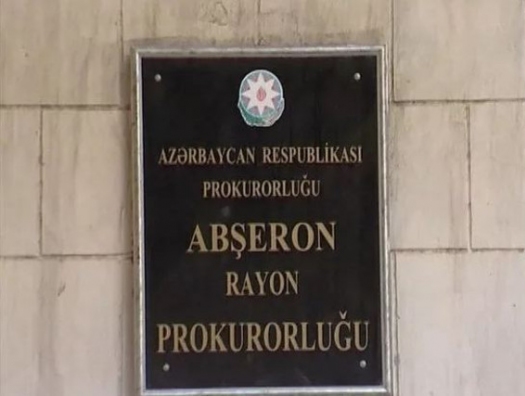 AZƏRBAYCAN RESPUBLİKASI
PROKURORLUĞU
ABŞERON
RAYON
PROKURORLUĞU